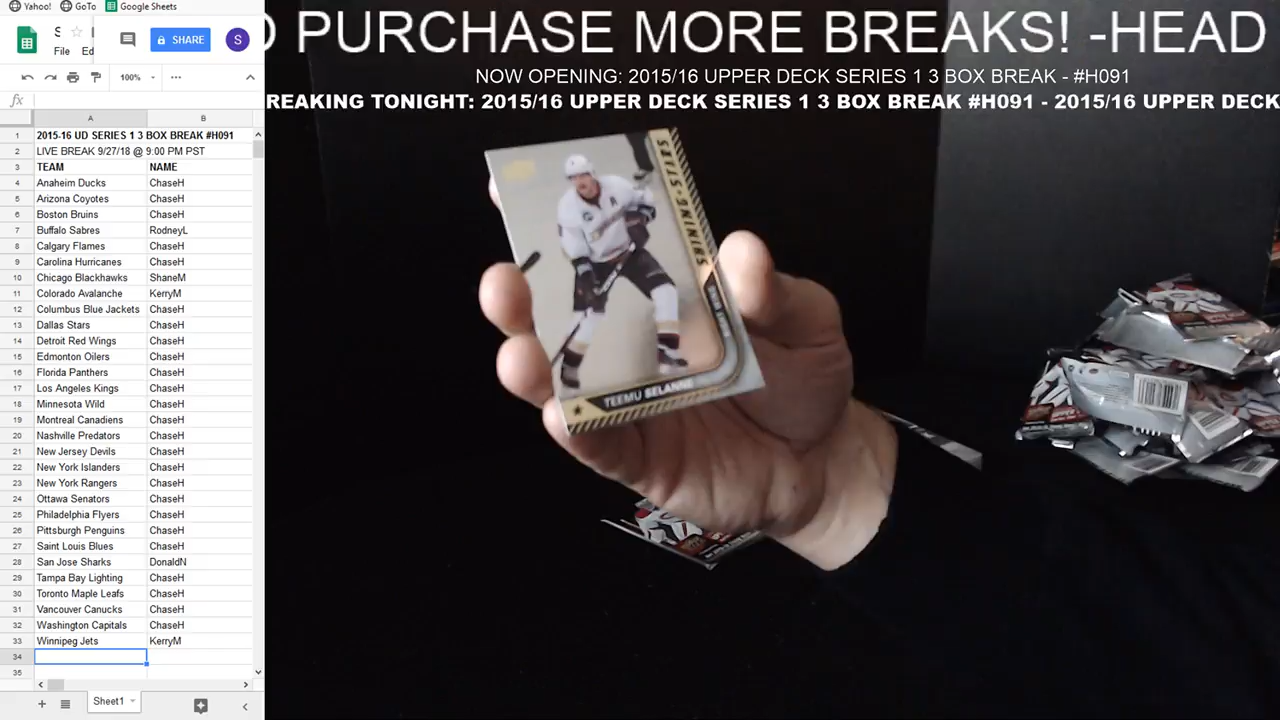 Yahoo!
GoTo
Google Sheets
S
File
Ed
SHARE
S
100%
fx
A
B
1 2015-16 UD SERIES 1 3 BOX BREAK #H091
2 LIVE BREAK 9/27/18 @ 9:00 PM PST
3 TEAM NAME
4 Anaheim Ducks ChaseH
5 Arizona Coyotes ChaseH
6 Boston Bruins ChaseH
7 Buffalo Sabres RodneyL
8 Calgary Flames ChaseH
9 Carolina Hurricanes ChaseH
10 Chicago Blackhawks ShaneM
11 Colorado Avalanche KerryM
12 Columbus Blue Jackets ChaseH
13 Dallas Stars ChaseH
14 Detroit Red Wings ChaseH
15 Edmonton Oilers ChaseH
16 Florida Panthers ChaseH
17 Los Angeles Kings ChaseH
18 Minnesota Wild ChaseH
19 Montreal Canadiens ChaseH
20 Nashville Predators ChaseH
21 New Jersey Devils ChaseH
22 New York Islanders ChaseH
23 New York Rangers ChaseH
24 Ottawa Senators ChaseH
25 Philadelphia Flyers ChaseH
26 Pittsburgh Penguins ChaseH
27 Saint Louis Blues ChaseH
28 San Jose Sharks DonaldN
29 Tampa Bay Lighting ChaseH
30 Toronto Maple Leafs ChaseH
31 Vancouver Canucks ChaseH
32 Washington Capitals ChaseH
33 Winnipeg Jets KerryM
34
35
Sheet1
PURCHASE MORE BREAKS! -HEAD
NOW OPENING: 2015/16 UPPER DECK SERIES 1 3 BOX BREAK - #H091
REAKING TONIGHT: 2015/16 UPPER DECK SERIES 1 3 BOX BREAK #H091 - 2015/16 UPPER DECK
SHINING STARS
TEEMU SELANNE